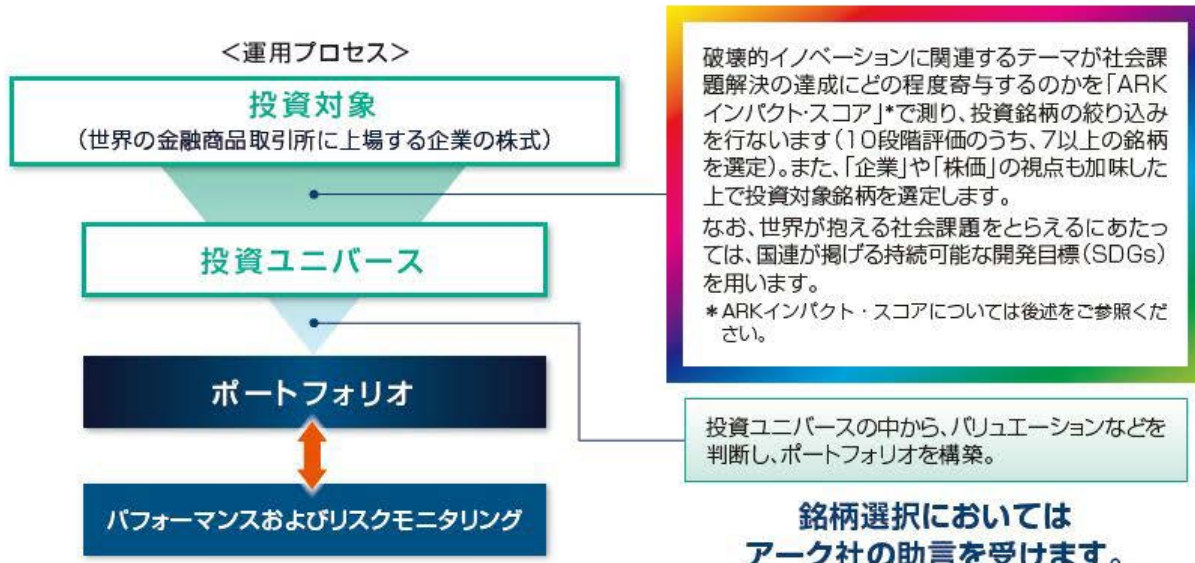 <運用プロセス>
投資対象
(世界の金融商品取引所に上場する企業の株式)
投資ユニバース
ポートフォリオ
パフォーマンスおよびリスクモニタリング
破壊的イノベーションに関連するテーマが社会課
題解決の達成にどの程度寄与するのかを「ARK
インパクト・スコア」*で測り、投資銘柄の絞り込み
を行ないます(10段階評価のうち、7以上の銘柄
を選定)。また、「企業」や「株価」の視点も加味した
上で投資対象銘柄を選定します。
なお、世界が抱える社会課題をとらえるにあたっ
ては、国連が掲げる持続可能な開発目標(SDGs)
を用います。
*ARKインパクト・スコアについては後述をご参照くだ
さい。
投資ユニバースの中から、バリュエーションなどを
判断し、ポートフォリオを構築。
銘柄選択においては
アーク社の助言を受けます。